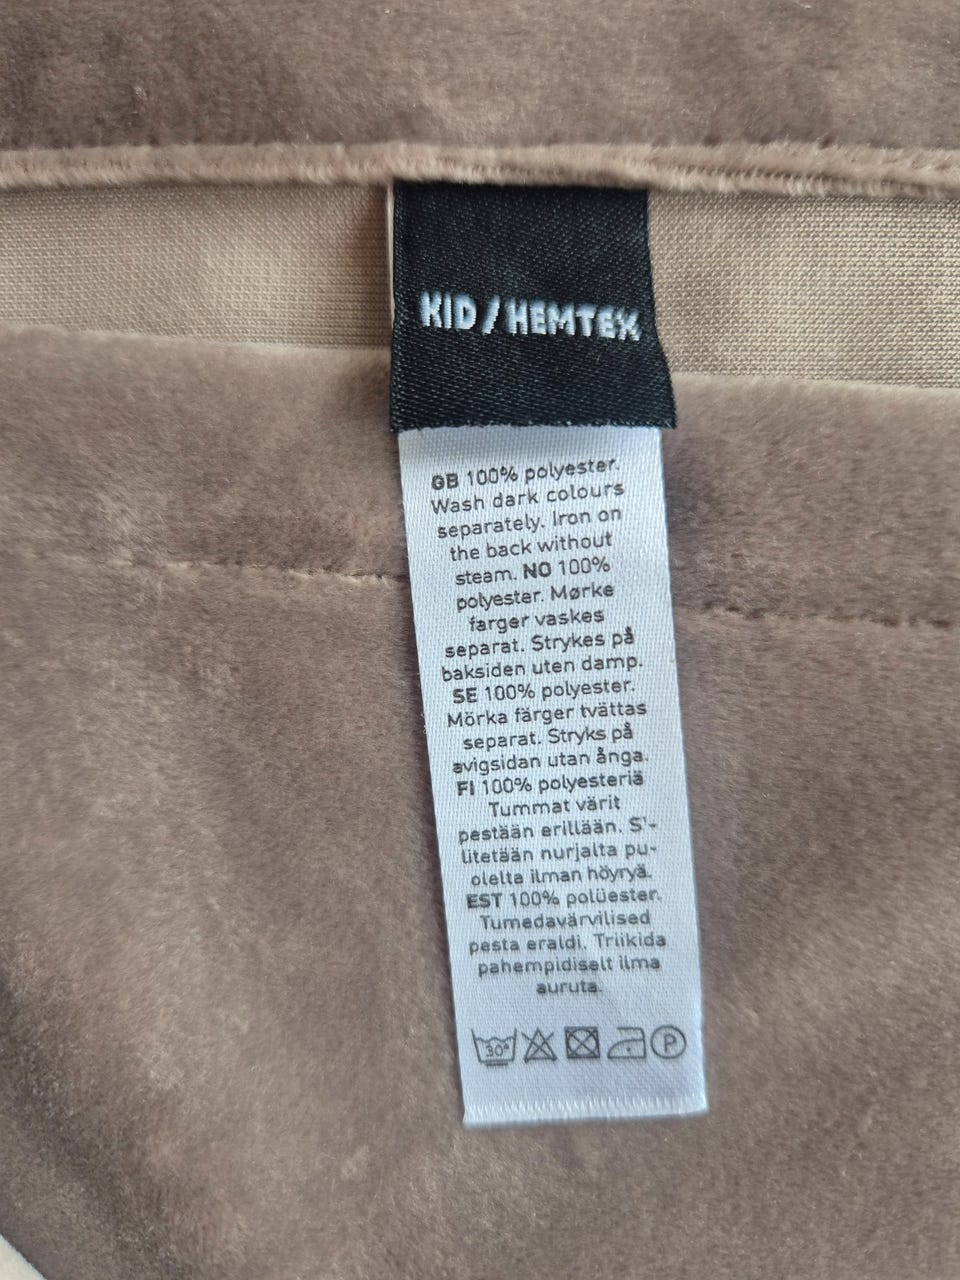 KID/HEMTEX
GB 100% polyester.
Wash dark colours
separately. Iron on
the back without
steam. NO 100%
polyester. Mørke
farger vaskes
separat. Strykes på
baksiden uten damp.
SE 100% polyester.
Mörka färger tvättas
separat. Stryks på
avigsidan utan ånga.
FI 100% polyesteriä
Tummat värit
pestään erillään. S'-
litetään nurjalta pu-
olelta ilman höyryä.
EST 100% polüester.
Tumedavärvilised
pesta eraldi. Triikida
pahempidiselt ilma
auruta.
30° P